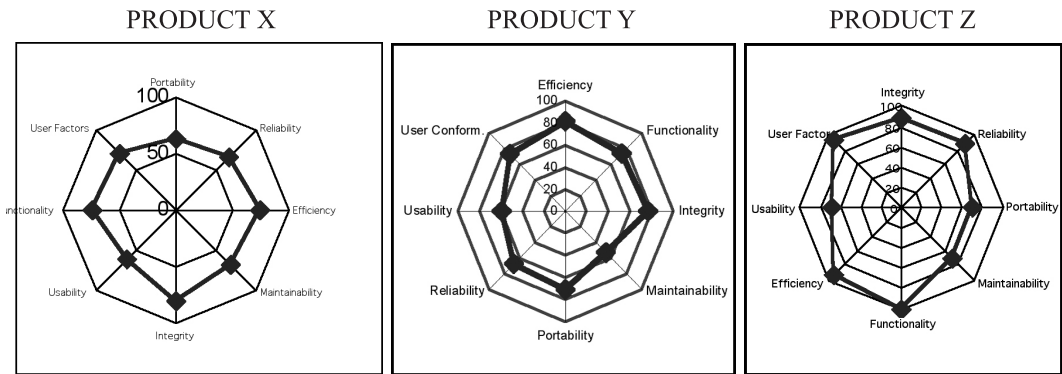 PRODUCT X
Portability
100
User Factors
Reliability
50
0
nctionality
Efficiency
Usability
Maintainability
Integrity
PRODUCT Y
Efficiency
100
80
User Conform.
Functionality
60
40
20
Usability
0
Integrity
Reliability
Maintainability
Portability
PRODUCT Z
Integrity
100
User Factor
80
Reliability
60
40
20
Usability
0
Portability
Efficiency
Maintainability
Functionality